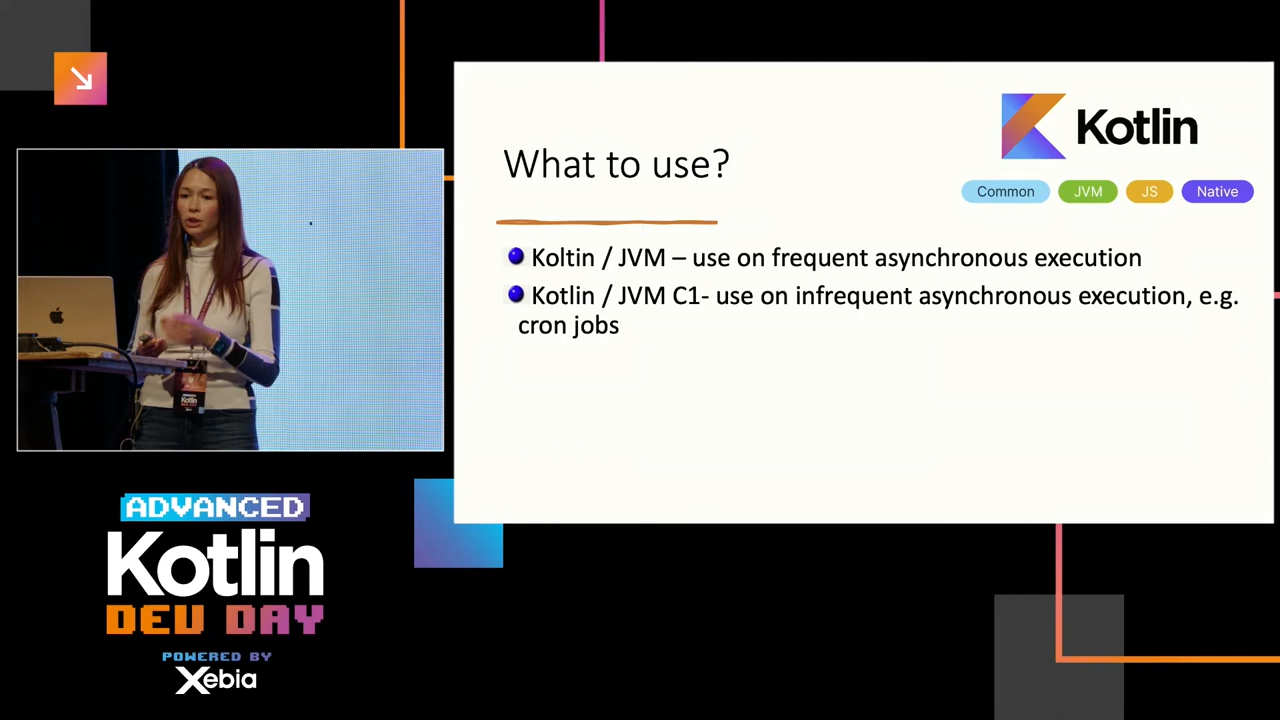 What to use?
Kotlin
Common
JVM
JS
Native
Koltin / JVM – use on frequent asynchronous execution
Kotlin / JVM C1- use on infrequent asynchronous execution, e.g.
cron jobs
ADVANCED
Kotlin
DEV DAY
POWERED BY
Xebia